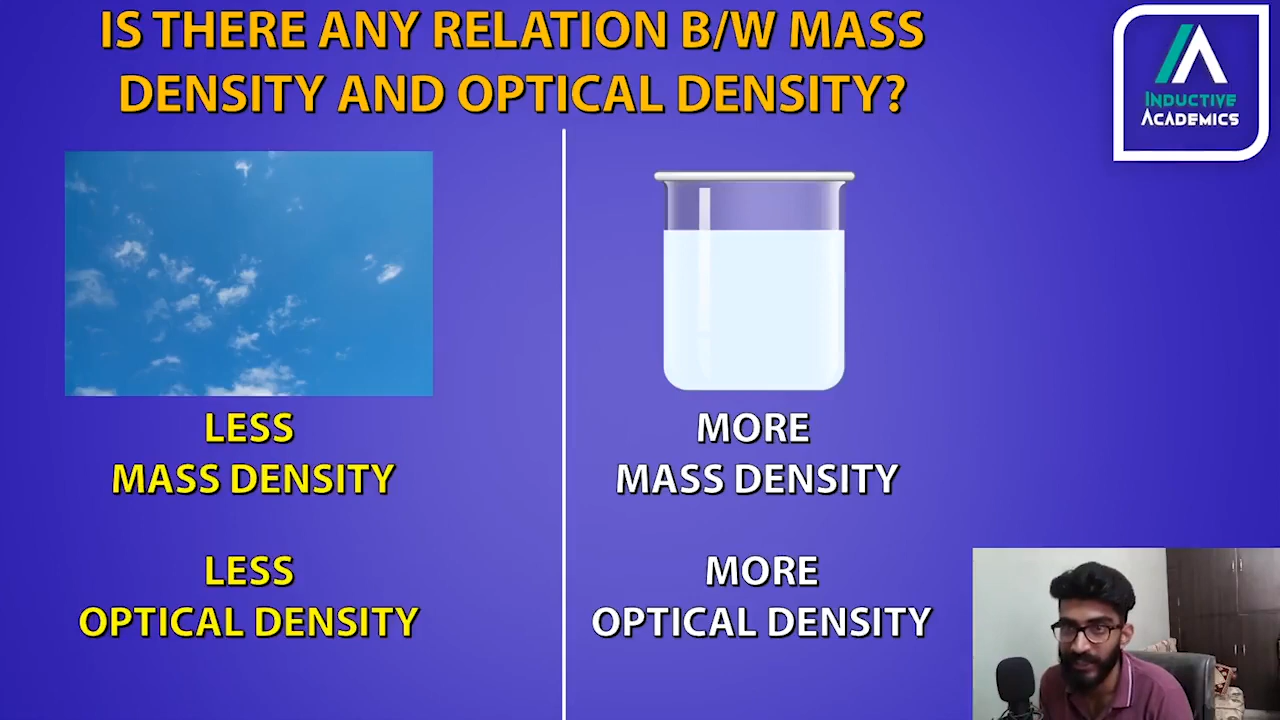 IS THERE ANY RELATION B/W MASS
DENSITY AND OPTICAL DENSITY?
INDUCTIVE
ACADEMICS
LESS
MASS DENSITY
LESS
OPTICAL DENSITY
MORE
MASS DENSITY
MORE
OPTICAL DENSITY